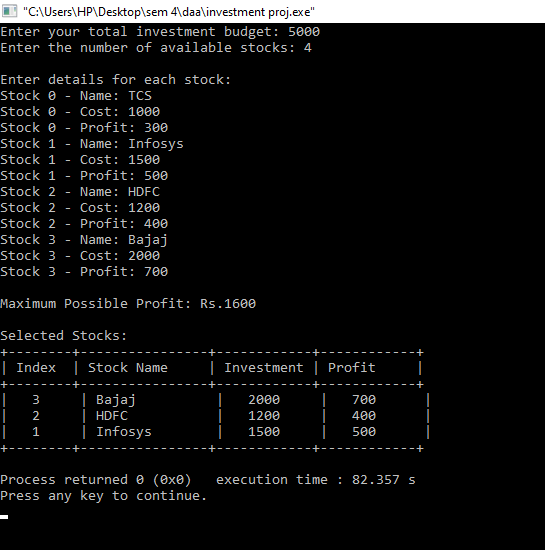 "C:\Users\HP\Desktop\sem 4\daa\investment proj.exe"
Enter your total investment budget: 5000
Enter the number of available stocks: 4
Enter details for each stock:
Stock 0 - Name: TCS
Stock 0 - Cost: 1000
Stock 0 - Profit: 300
Stock 1 - Name: Infosys
Stock 1 - Cost: 1500
Stock 1 - Profit: 500
Stock 2 - Name: HDFC
Stock 2 - Cost: 1200
Stock 2 - Profit: 400
Stock 3 - Name: Bajaj
Stock 3 - Cost: 2000
Stock 3 - Profit: 700
Maximum Possible Profit: Rs.1600
Selected Stocks:
+--------+----------------+------------+------------+
| Index  | Stock Name     | Investment | Profit     |
+--------+----------------+------------+------------+
|   3     | Bajaj          |   2000     |   700      |
|   2     | HDFC           |   1200     |   400      |
|   1     | Infosys        |   1500     |   500      |
+--------+----------------+------------+------------+
Process returned 0 (0x0)   execution time : 82.357 s
Press any key to continue.